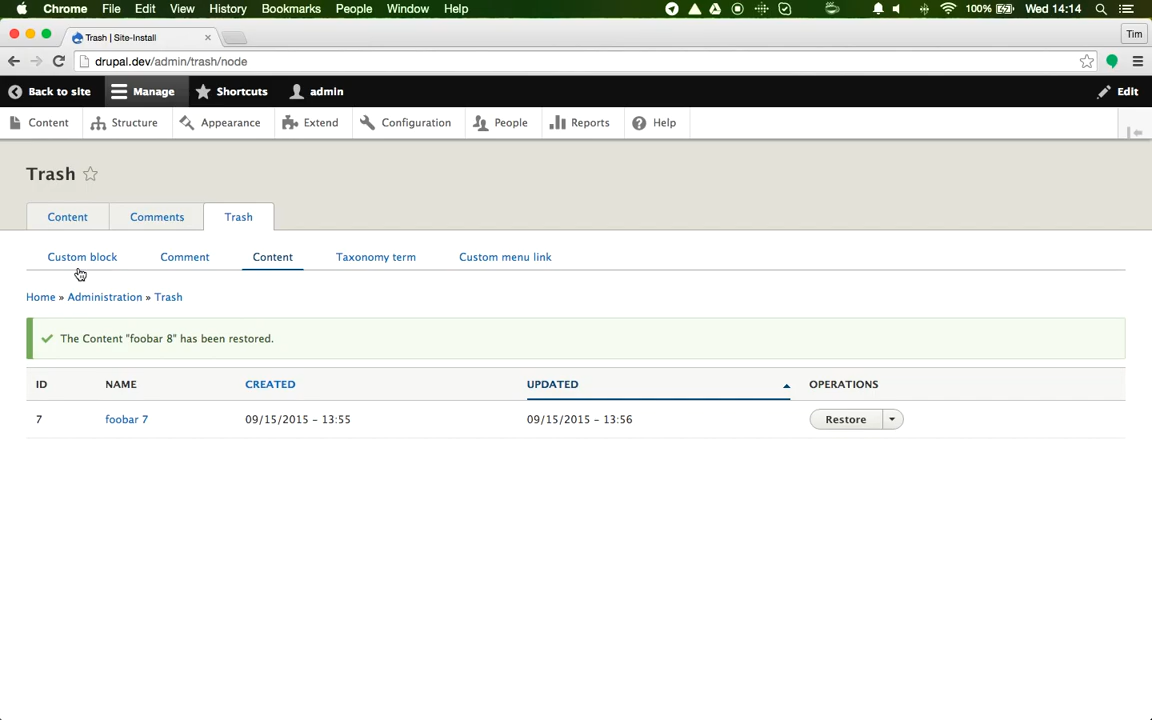 Chrome File Edit View History Bookmarks People Window Help 100% Wed 14:14
Trash | Site-Install Tim
drupal.dev/admin/trash/node
Back to site Manage Shortcuts admin Edit
Content Structure Appearance Extend Configuration People Reports Help
Trash
Content Comments Trash
Custom block Comment Content Taxonomy term Custom menu link
Home » Administration » Trash
The Content "foobar 8" has been restored.
ID NAME CREATED UPDATED OPERATIONS
7 foobar 7 09/15/2015 - 13:55 09/15/2015 - 13:56 Restore